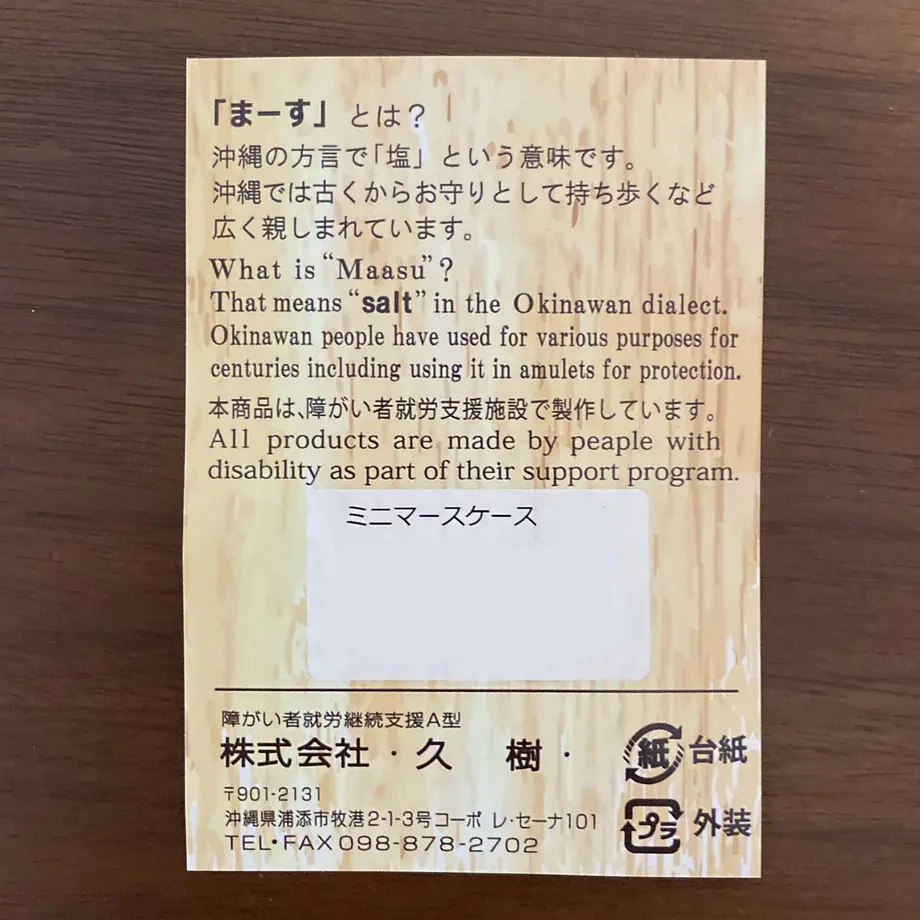 「まーす」とは？
沖縄の方言で「塩」という意味です。
沖縄では古くからお守りとして持ち歩くなど
広く親しまれています。
What is “Maasu”?
That means “salt” in the Okinawan dialect.
Okinawan people have used for various purposes for
centuries including using it in amulets for protection.
本商品は、障がい者就労支援施設で製作しています。
All products are made by peaple with
disability as part of their support program.
ミニマースケース
障がい者就労継続支援A型
株式会社・久 樹・
〒901-2131
沖縄県浦添市牧港2-1-3号コーポ レ・セーナ101
TEL・FAX 098-878-2702
紙 台紙
プラ 外装